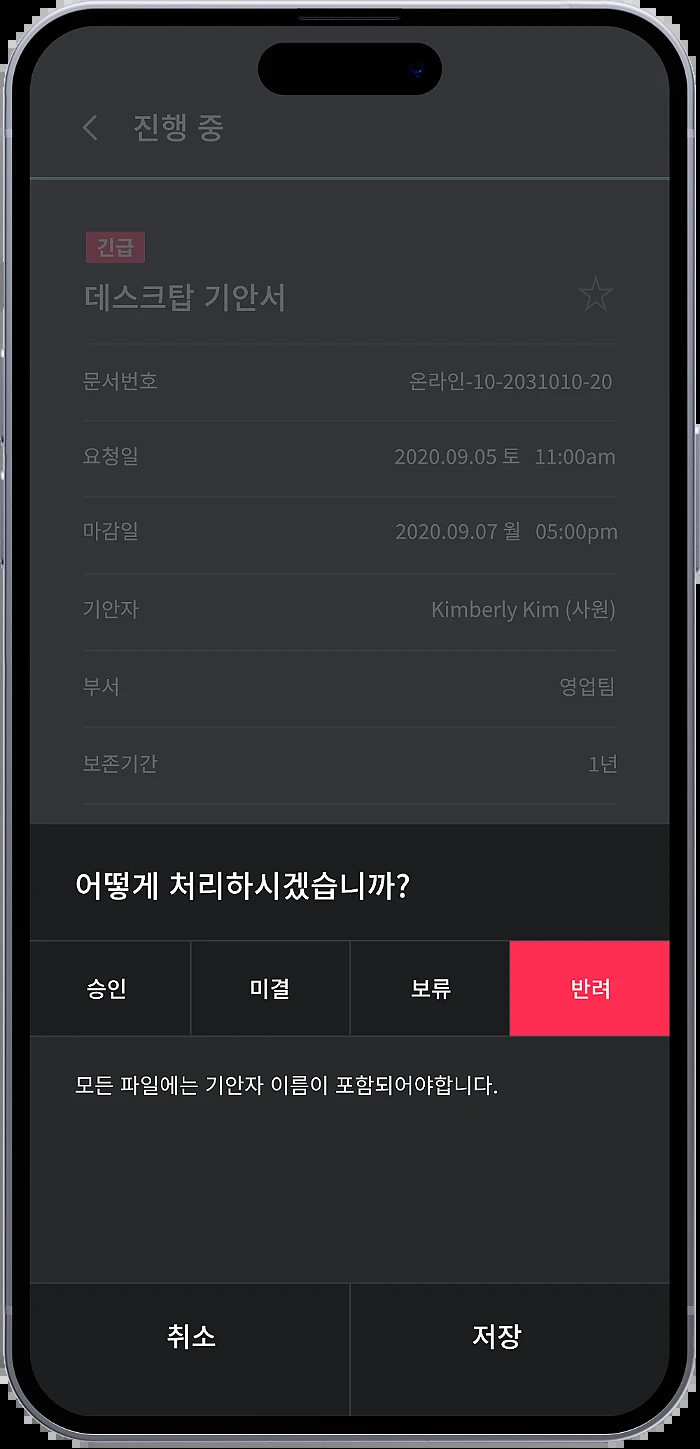 진행 중
긴급
데스크탑 기안서
문서번호 온라인-10-2031010-20
요청일 2020.09.05 토 11:00am
마감일 2020.09.07 월 05:00pm
기안자 Kimberly Kim (사원)
부서 영업팀
보존기간 1년
어떻게 처리하시겠습니까?
승인 미결 보류 반려
모든 파일에는 기안자 이름이 포함되어야합니다.
취소 저장